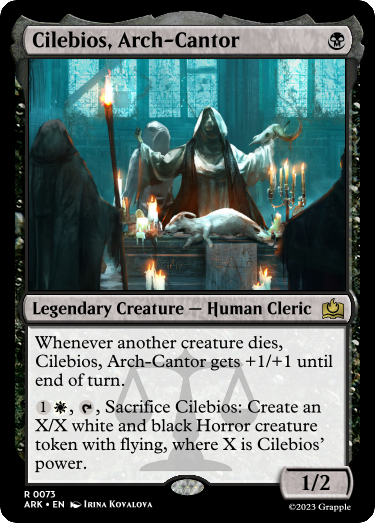 Cilebios, Arch-Cantor
Legendary Creature — Human Cleric
Whenever another creature dies,
Cilebios, Arch-Cantor gets +1/+1 until
end of turn.
1 , , Sacrifice Cilebios: Create an
X/X white and black Horror creature
token with flying, where X is Cilebios'
power.
1/2
R 0073
ARK • EN Irina Kovalova
©2023 Grapple